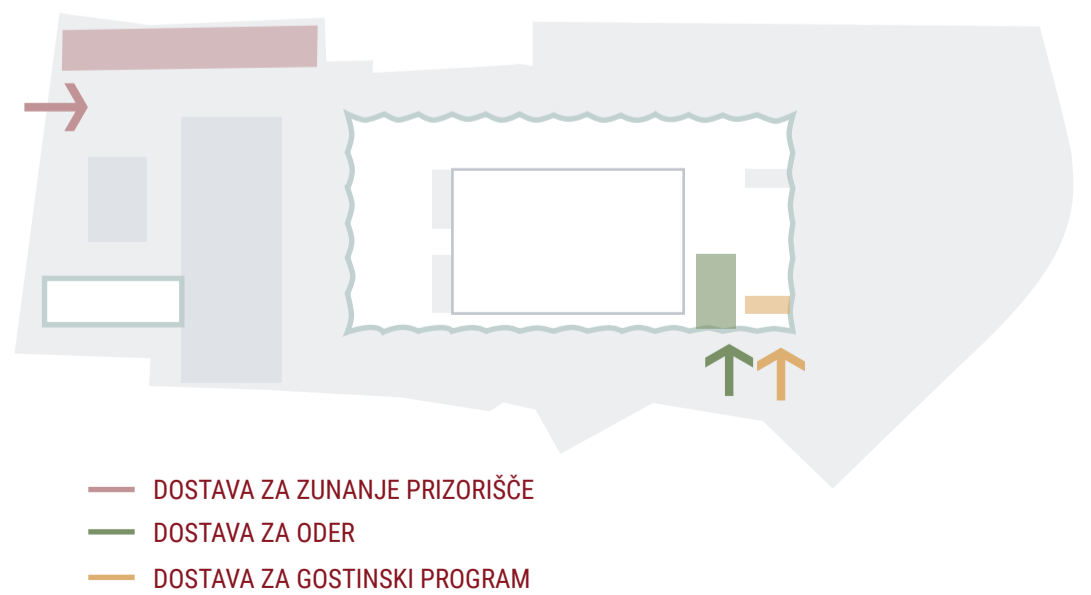 DOSTAVA ZA ZUNANJE PRIZORIŠČE
DOSTAVA ZA ODER
DOSTAVA ZA GOSTINSKI PROGRAM